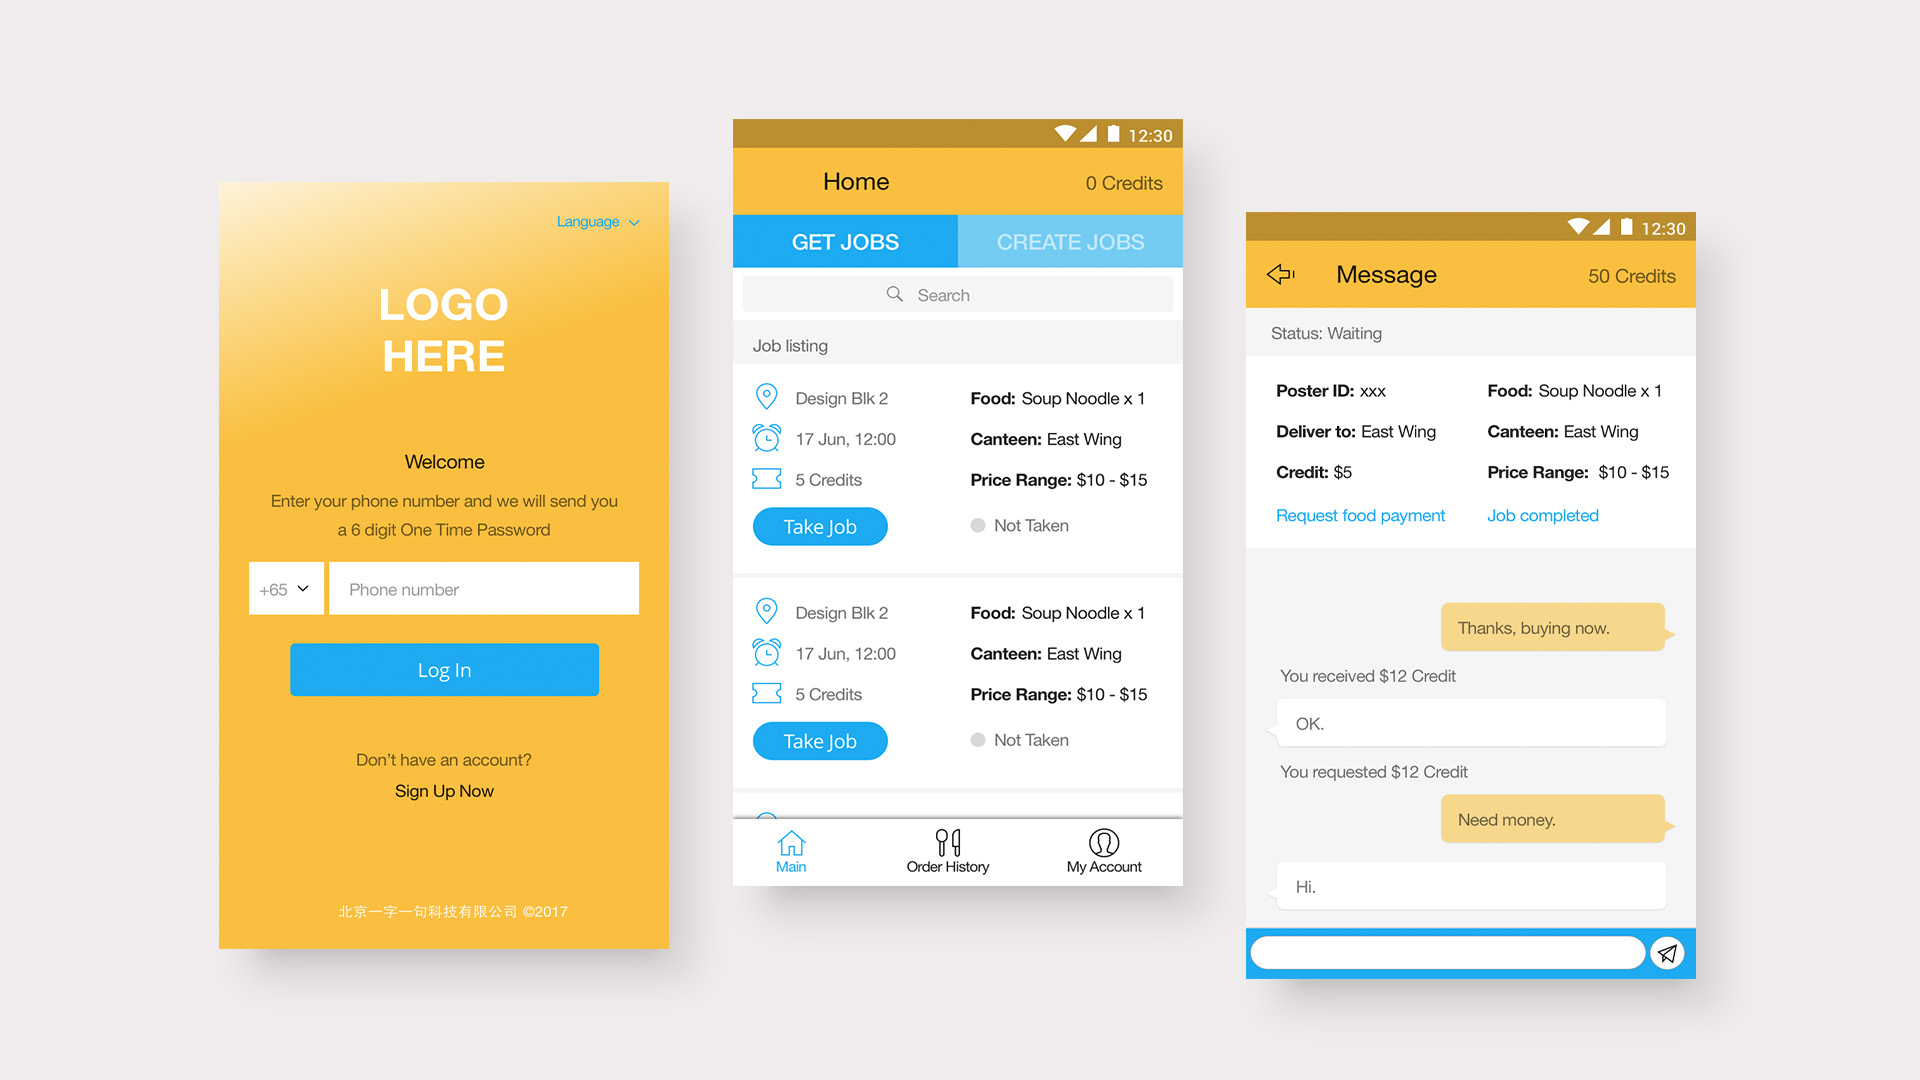 Language
LOGO
HERE
Welcome
Enter your phone number and we will send you
a 6 digit One Time Password
+65
Phone number
Log In
Don’t have an account?
Sign Up Now
北京一字一句科技有限公司 ©2017
12:30
Home
0 Credits
GET JOBS
CREATE JOBS
Search
Job listing
Design Blk 2
Food: Soup Noodle x 1
17 Jun, 12:00
Canteen: East Wing
5 Credits
Price Range: $10 - $15
Take Job
Not Taken
Design Blk 2
Food: Soup Noodle x 1
17 Jun, 12:00
Canteen: East Wing
5 Credits
Price Range: $10 - $15
Take Job
Not Taken
Main
Order History
My Account
12:30
Message
50 Credits
Status: Waiting
Poster ID: xxx
Food: Soup Noodle x 1
Deliver to: East Wing
Canteen: East Wing
Credit: $5
Price Range: $10 - $15
Request food payment
Job completed
Thanks, buying now.
You received $12 Credit
OK.
You requested $12 Credit
Need money.
Hi.